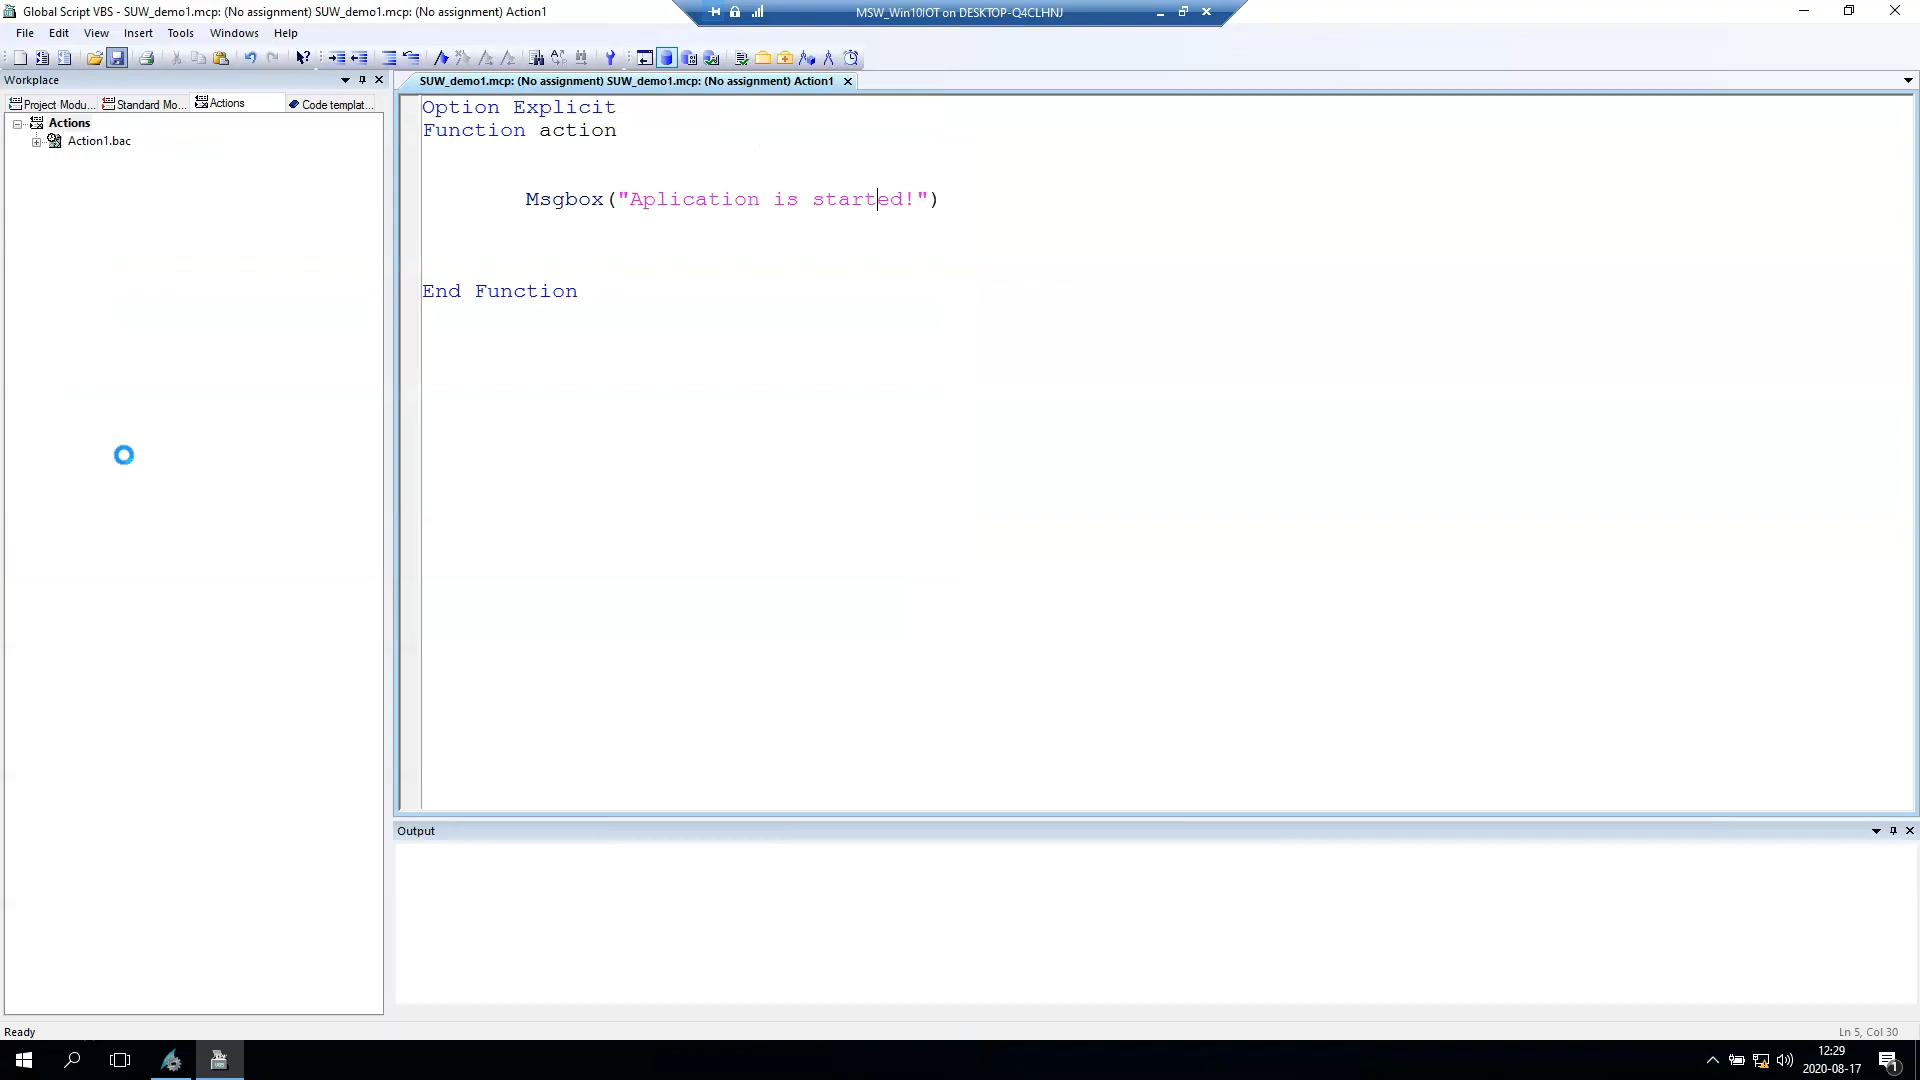 Global Script VBS - SUW_demo1.mcp: (No assignment) SUW_demo1.mcp: (No assignment) Action1
MSW_Win10IOT on DESKTOP-Q4CLHNJ
File Edit View Insert Tools Options Windows Help
Workplace
SUW_demo1.mcp: (No assignment) SUW_demo1.mcp: (No assignment) Action1
Project Modu... Standard Mo... Actions Code templat...
Actions
Action1.bac
Option Explicit
Function action
Msgbox("Aplication is started!")
End Function
Output
Ready
Ln 5, Col 30
12:29
2020-08-17
1